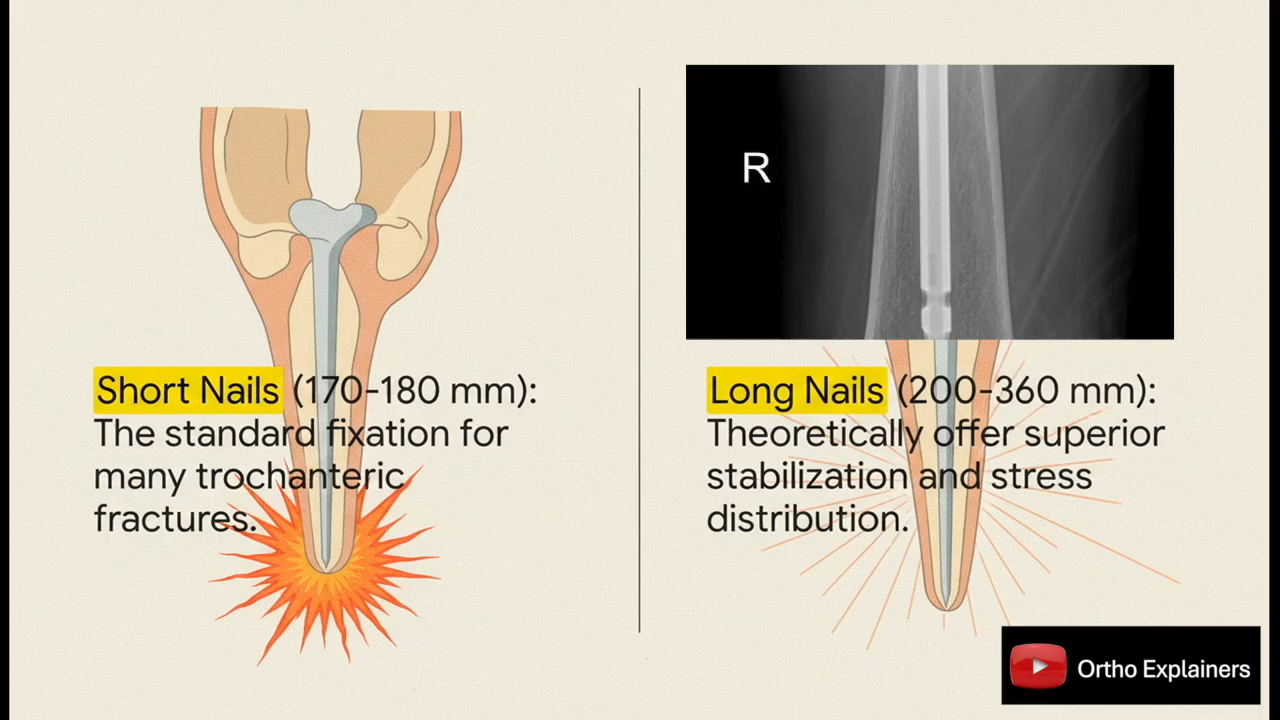 Short Nails (170-180 mm):
The standard fixation for
many trochanteric
fractures.
R
Long Nails (200-360 mm):
Theoretically offer superior
stabilization and stress
distribution.
Ortho Explainers